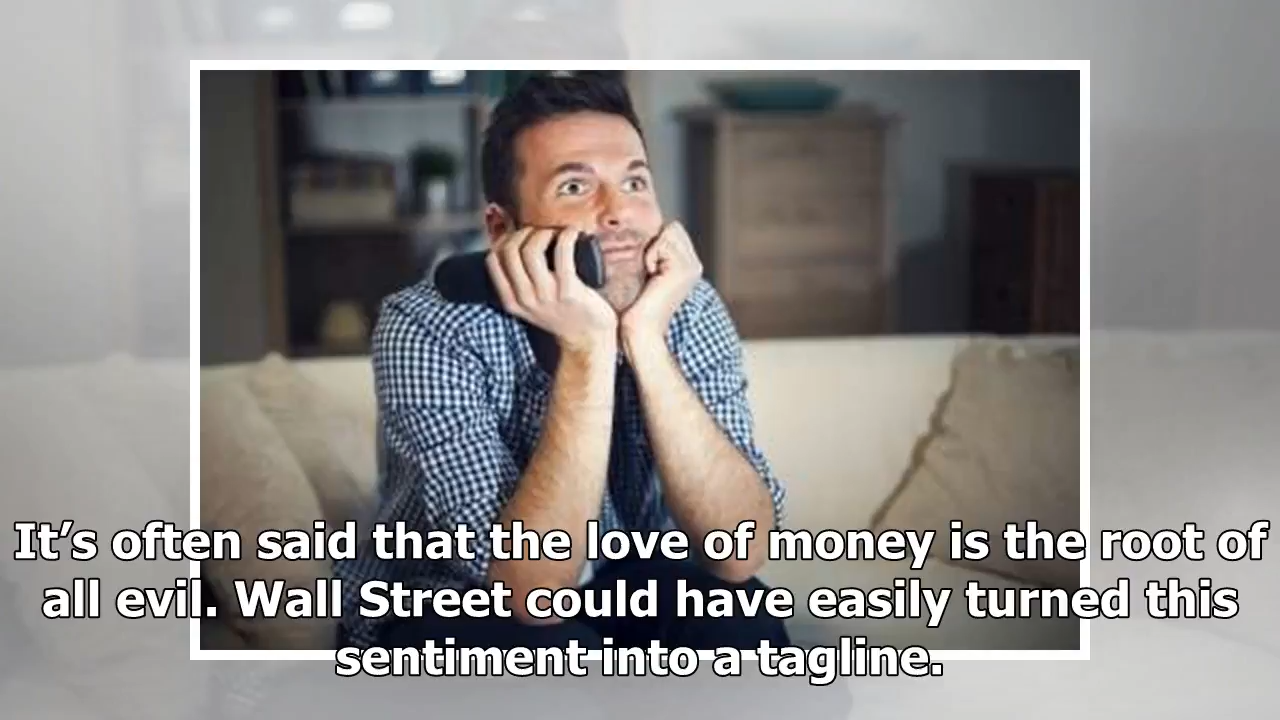 It’s often said that the love of money is the root of
all evil. Wall Street could have easily turned this
sentiment into a tagline.